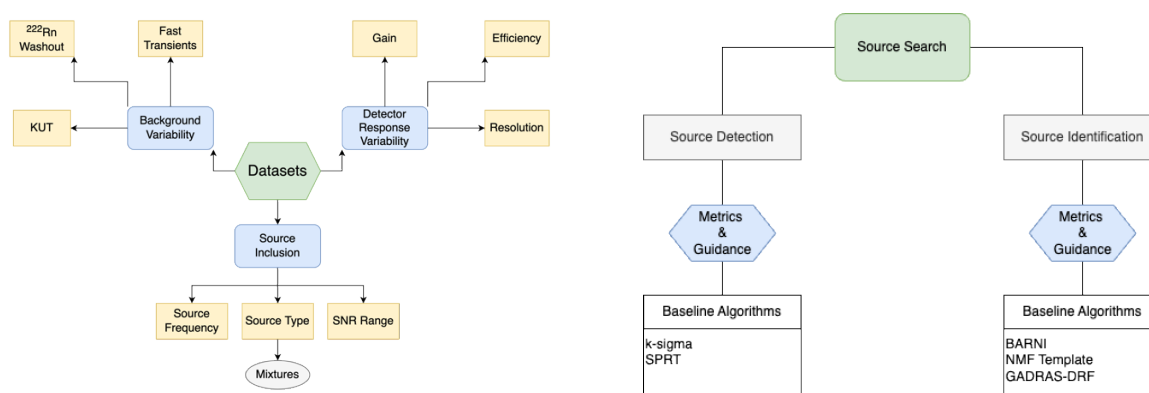 ²²²Rn
Washout
Fast
Transients
Gain
Efficiency
KUT
Background
Variability
Detector
Response
Variability
Resolution
Datasets
Source
Inclusion
Source
Frequency
Source Type
SNR Range
Mixtures
Source Search
Source Detection
Source Identification
Metrics
&
Guidance
Metrics
&
Guidance
Baseline Algorithms
k-sigma
SPRT
Baseline Algorithms
BARNI
NMF Template
GADRAS-DRF